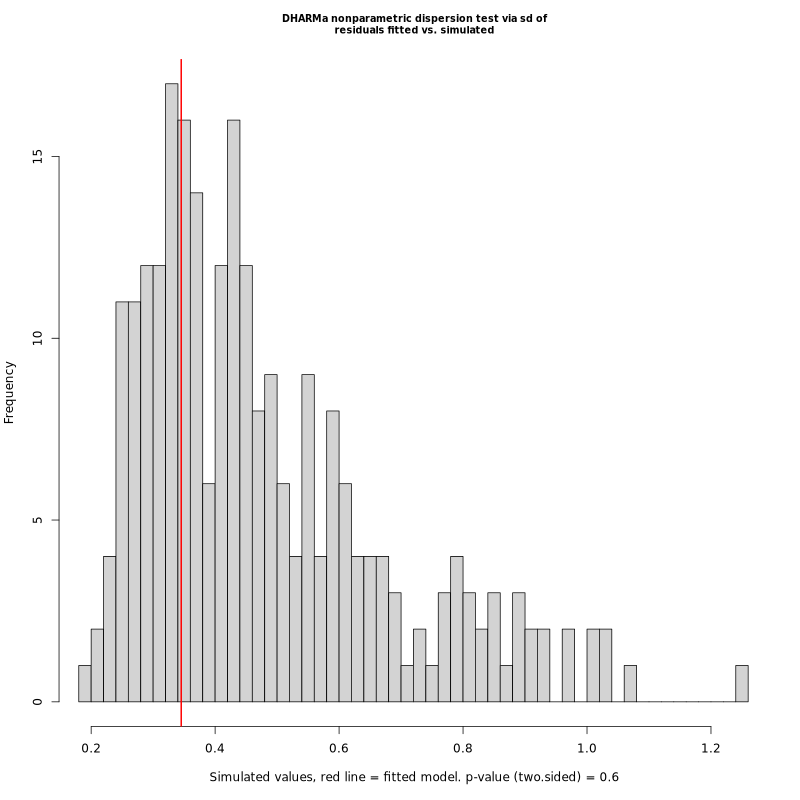 DHARMa nonparametric dispersion test via sd of
residuals fitted vs. simulated
Frequency
15
10
5
0
0.2 0.4 0.6 0.8 1.0 1.2
Simulated values, red line = fitted model. p-value (two.sided) = 0.6